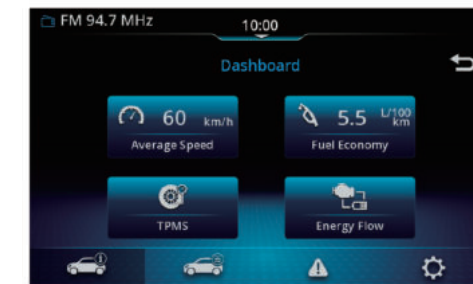 FM 94.7 MHz
10:00
Dashboard
60 km/h
Average Speed
5.5 L/100 km
Fuel Economy
TPMS
Energy Flow